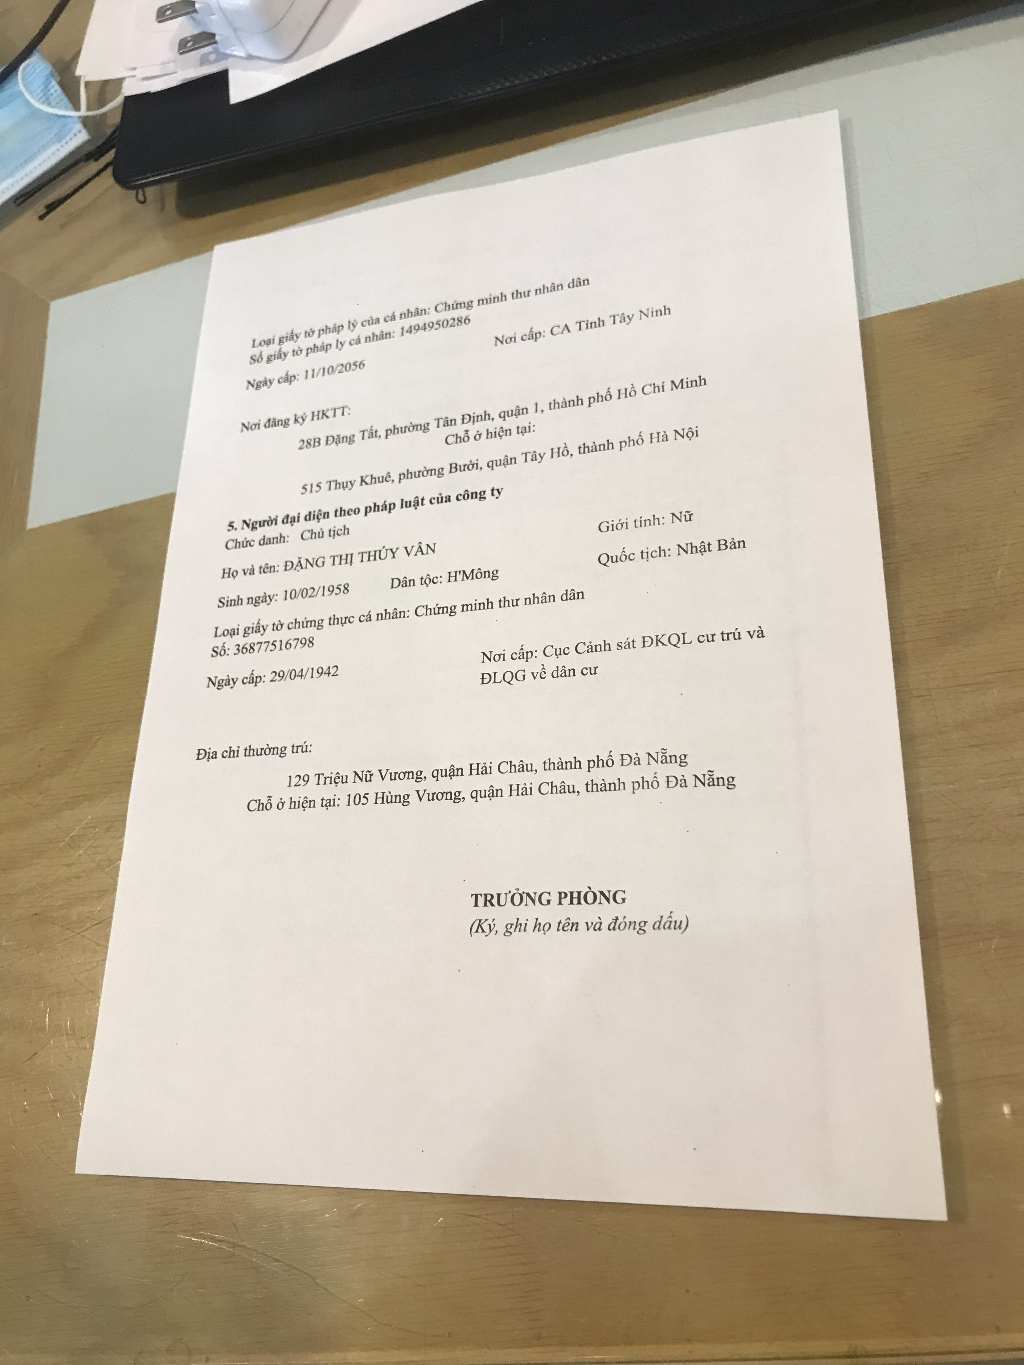 Loại giấy tờ pháp lý của cá nhân: Chứng minh thư nhân dân
Số giấy tờ pháp ly cá nhân: 1494950286
Ngày cấp: 11/10/2056 Nơi cấp: CA Tỉnh Tây Ninh
Nơi đăng ký HKTT:
28B Đặng Tất, phường Tân Định, quận 1, thành phố Hồ Chí Minh
Chỗ ở hiện tại:
515 Thụy Khuê, phường Bưởi, quận Tây Hồ, thành phố Hà Nội
5. Người đại diện theo pháp luật của công ty
Chức danh: Chủ tịch
Họ và tên: ĐẶNG THỊ THÚY VÂN Giới tính: Nữ
Sinh ngày: 10/02/1958 Dân tộc: H'Mông Quốc tịch: Nhật Bản
Loại giấy tờ chứng thực cá nhân: Chứng minh thư nhân dân
Số: 36877516798
Ngày cấp: 29/04/1942 Nơi cấp: Cục Cảnh sát ĐKQL cư trú và
ĐLQG về dân cư
Địa chỉ thường trú:
129 Triệu Nữ Vương, quận Hải Châu, thành phố Đà Nẵng
Chỗ ở hiện tại: 105 Hùng Vương, quận Hải Châu, thành phố Đà Nẵng
TRƯỞNG PHÒNG
(Ký, ghi họ tên và đóng dấu)